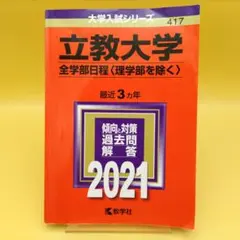 大学入試シリーズ
417
立教大学
全学部日程〈理学部を除く〉
最近3カ年
傾向と対策
過去問
解答
2021
教学社